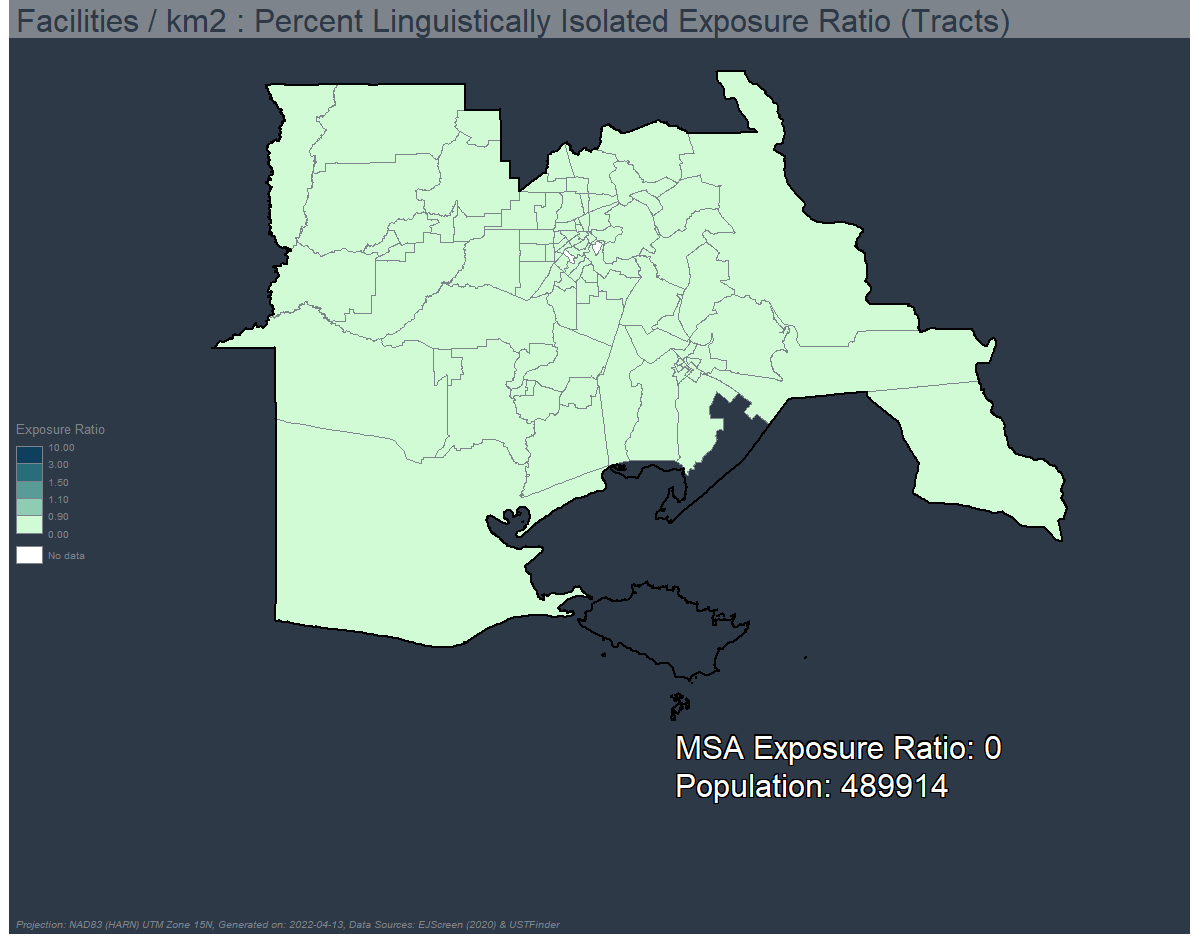 Facilities / km2 : Percent Linguistically Isolated Exposure Ratio (Tracts)
Exposure Ratio
10.00
3.00
1.50
1.10
0.90
0.00
No data
MSA Exposure Ratio: 0
Population: 489914
Projection: NAD83 (HARN) UTM Zone 15N, Generated on: 2022-04-13, Data Sources: EJScreen (2020) & USTFinder